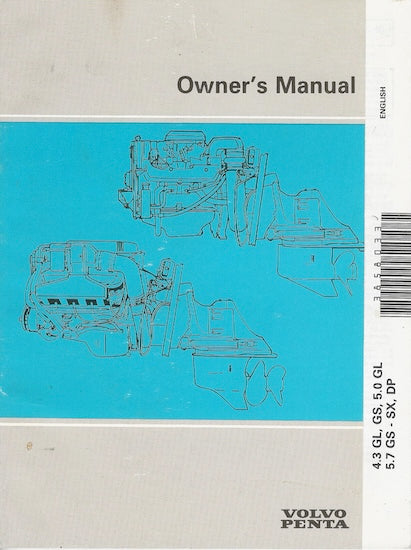 Owner's Manual
ENGLISH
4.3 GL, GS, 5.0 GL
5.7 GS - SX, DP
VOLVO
PENTA